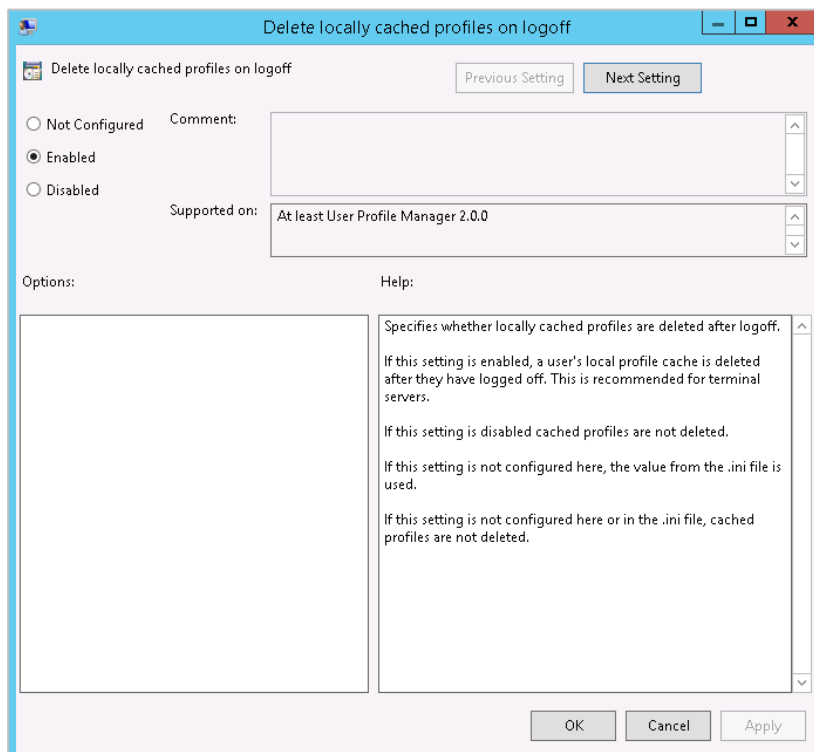 Delete locally cached profiles on logoff
Delete locally cached profiles on logoff
Previous Setting
Next Setting
Not Configured
Comment:
Enabled
Disabled
Supported on:
At least User Profile Manager 2.0.0
Options:
Help:
Specifies whether locally cached profiles are deleted after logoff.
If this setting is enabled, a user's local profile cache is deleted
after they have logged off. This is recommended for terminal
servers.
If this setting is disabled cached profiles are not deleted.
If this setting is not configured here, the value from the .ini file is
used.
If this setting is not configured here or in the .ini file, cached
profiles are not deleted.
OK
Cancel
Apply